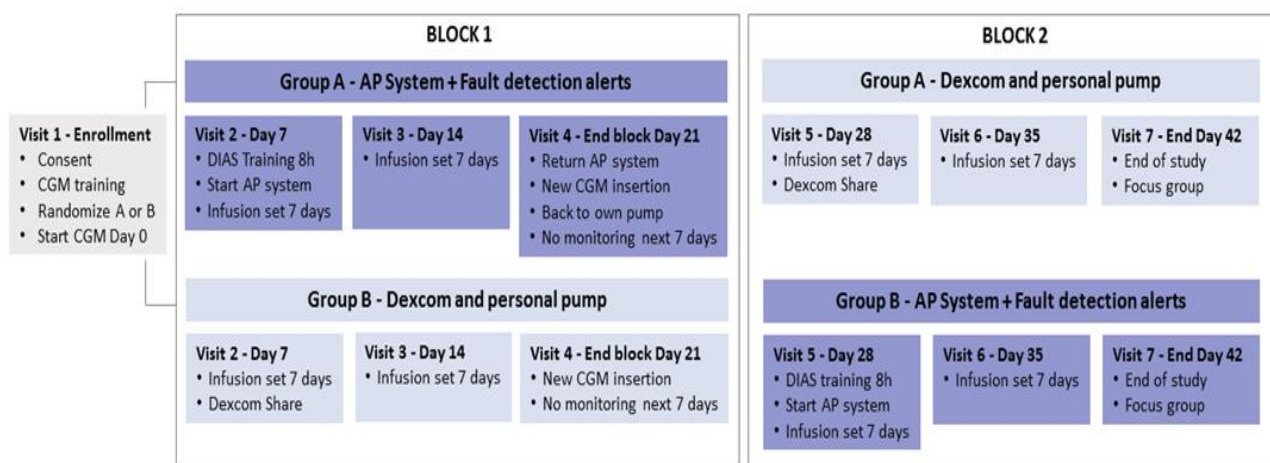 Visit 1 - Enrollment
• Consent
• CGM training
• Randomize A or B
• Start CGM Day 0
BLOCK 1
Group A - AP System + Fault detection alerts
Visit 2 - Day 7
• DIAS Training 8h
• Start AP system
• Infusion set 7 days
Visit 3 - Day 14
• Infusion set 7 days
Visit 4 - End block Day 21
• Return AP system
• New CGM insertion
• Back to own pump
• No monitoring next 7 days
Group B - Dexcom and personal pump
Visit 2 - Day 7
• Infusion set 7 days
• Dexcom Share
Visit 3 - Day 14
• Infusion set 7 days
Visit 4 - End block Day 21
• New CGM insertion
• No monitoring next 7 days
BLOCK 2
Group A - Dexcom and personal pump
Visit 5 - Day 28
• Infusion set 7 days
• Dexcom Share
Visit 6 - Day 35
• Infusion set 7 days
Visit 7 - End Day 42
• End of study
• Focus group
Group B - AP System + Fault detection alerts
Visit 5 - Day 28
• DIAS training 8h
• Start AP system
• Infusion set 7 days
Visit 6 - Day 35
• Infusion set 7 days
Visit 7 - End Day 42
• End of study
• Focus group